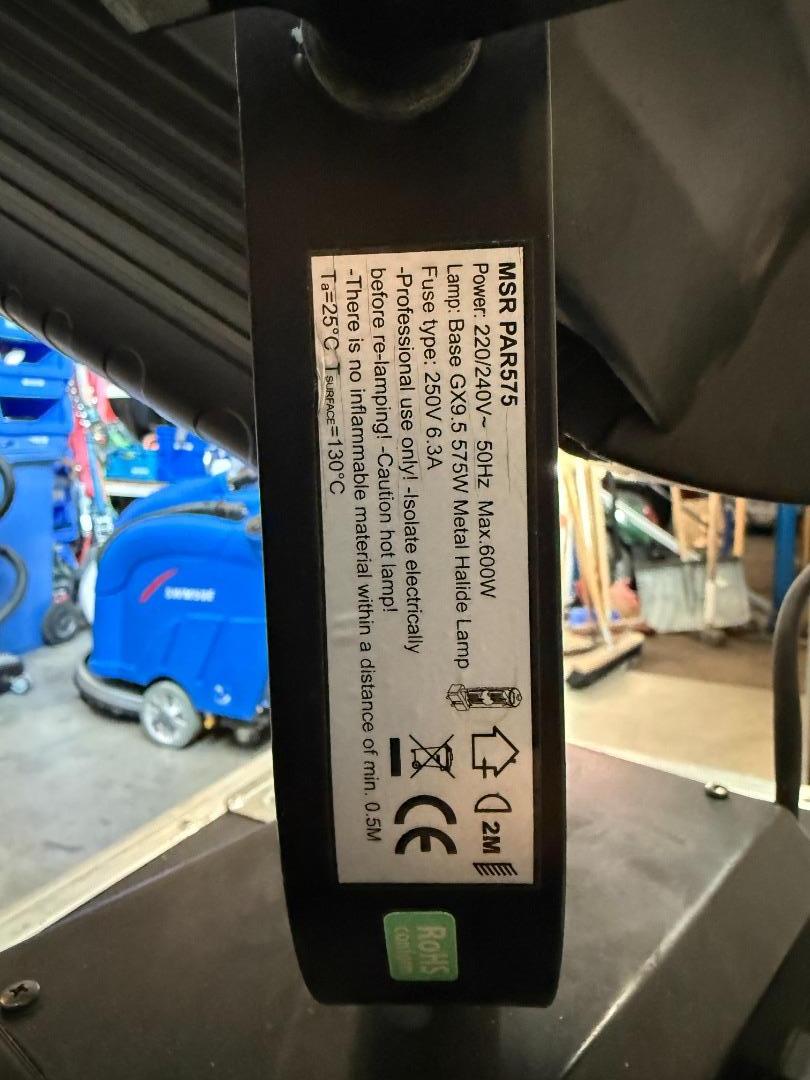 MSR PAR575
Power: 220/240V~ 50Hz Max.600W
Lamp: Base GX9.5 575W Metal Halide Lamp
Fuse type: 250V 6.3A
-Professional use only! -Isolate electrically
before re-lamping! -Caution hot lamp!
-There is no inflammable material within a distance of min. 0.5M
Ta=25°C TSURFACE=130°C
2M
CE
RoHS